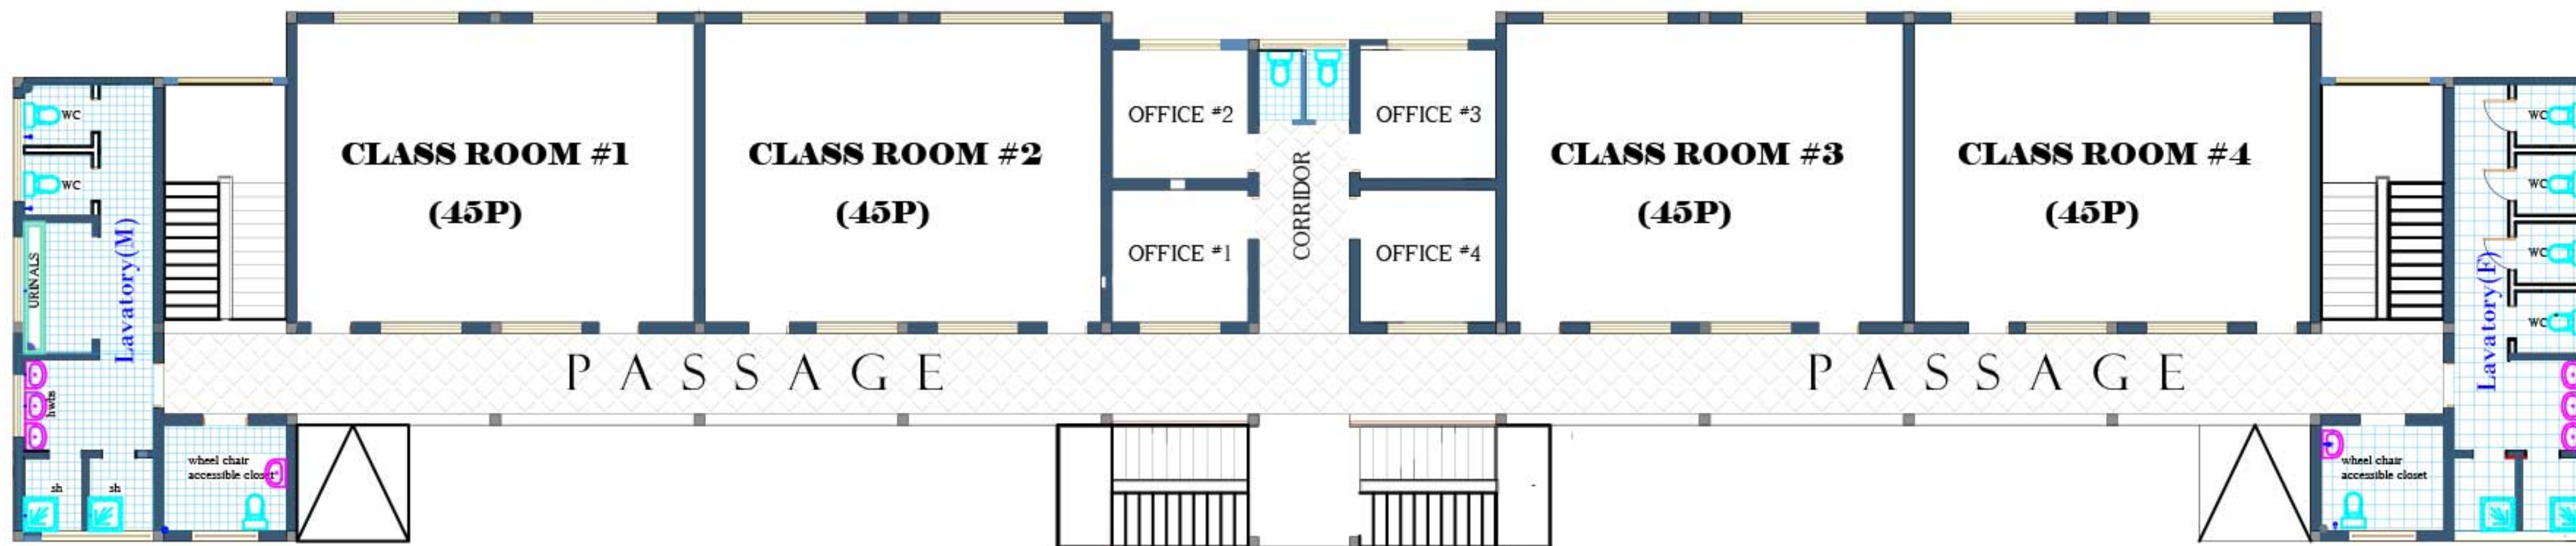 WC
WC
URINALS
Lavatory(M)
hwbs
sh
sh
wheel chair
accessible closet
CLASS ROOM #1
(45P)
CLASS ROOM #2
(45P)
OFFICE #2
OFFICE #1
CORRIDOR
OFFICE #3
OFFICE #4
CLASS ROOM #3
(45P)
CLASS ROOM #4
(45P)
PASSAGE
PASSAGE
WC
WC
WC
WC
Lavatory(F)
wheel chair
accessible closet